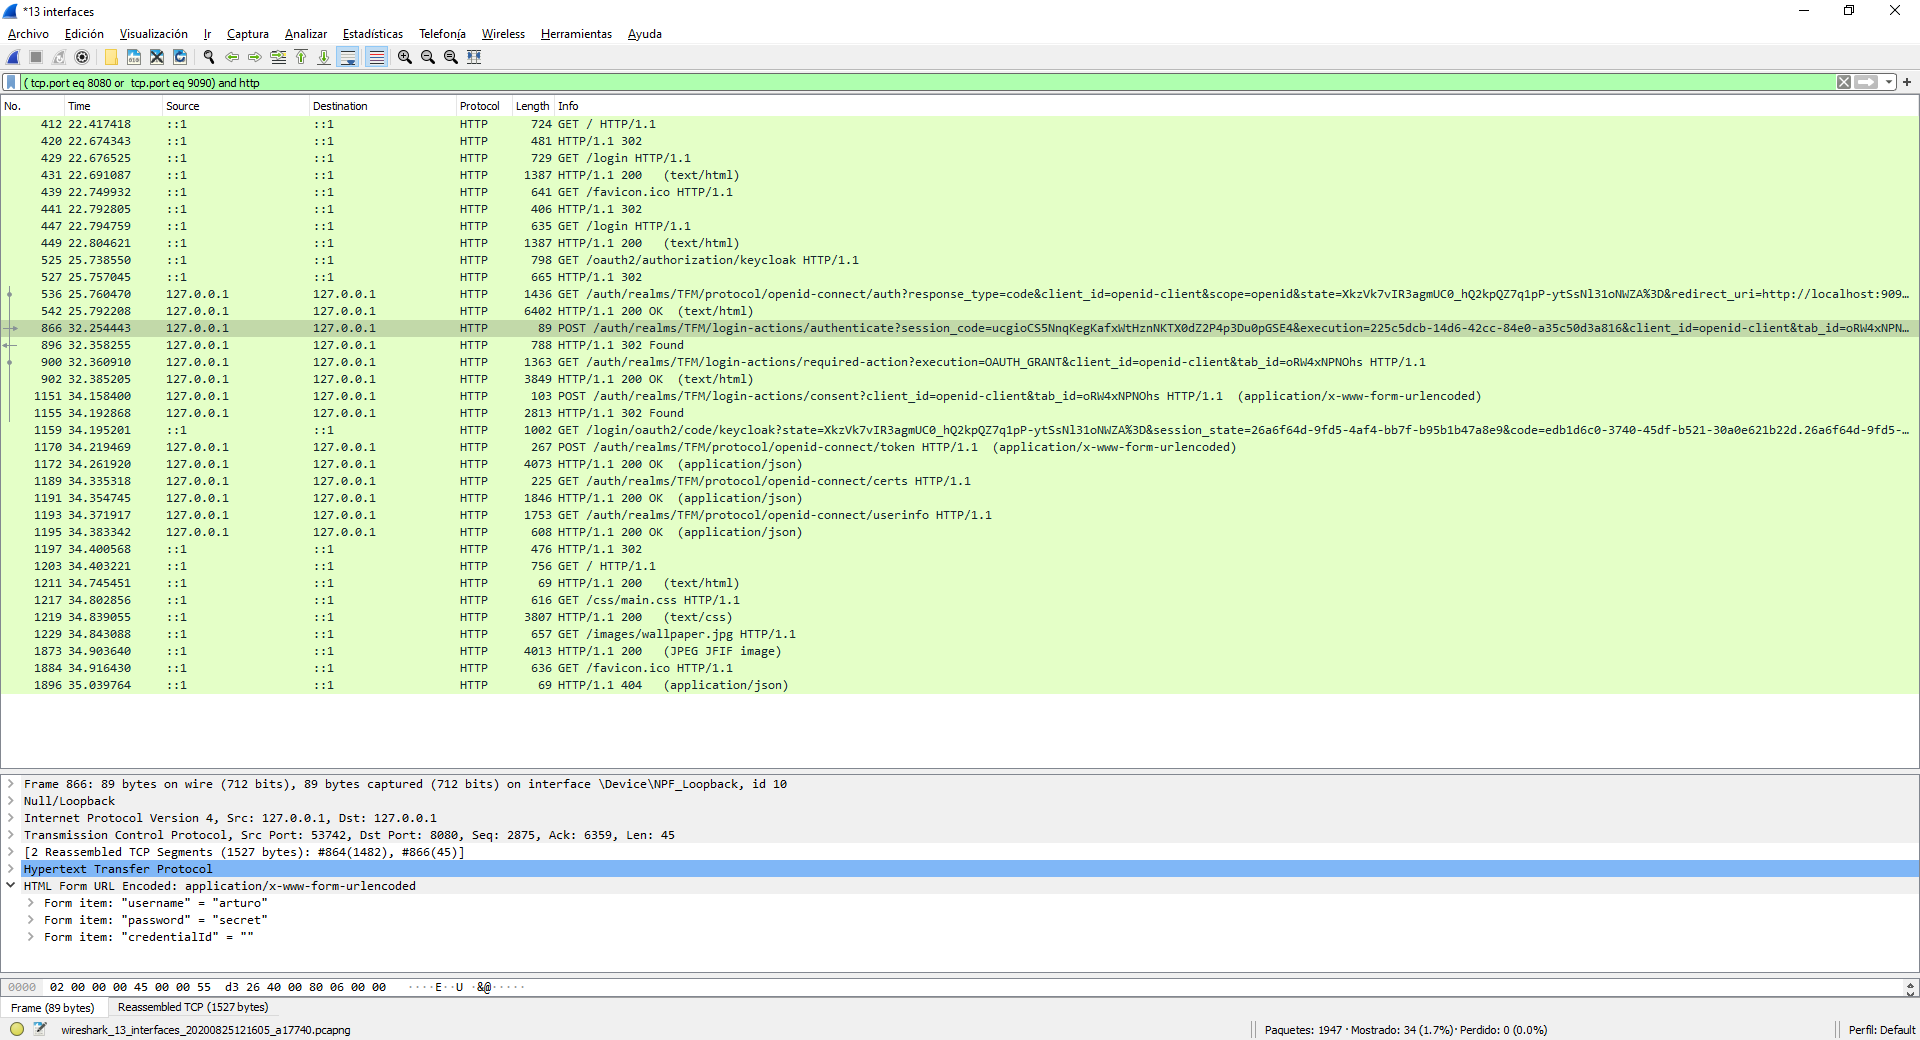 *13 interfaces
Archivo Edición Visualización Ir Captura Analizar Estadísticas Telefonía Wireless Herramientas Ayuda
( tcp.port eq 8080 or tcp.port eq 9090) and http
No. Time Source Destination Protocol Length Info
412 22.417418 ::1 ::1 HTTP 724 GET / HTTP/1.1
420 22.674343 ::1 ::1 HTTP 481 HTTP/1.1 302
429 22.676525 ::1 ::1 HTTP 729 GET /login HTTP/1.1
431 22.691087 ::1 ::1 HTTP 1387 HTTP/1.1 200 (text/html)
439 22.749932 ::1 ::1 HTTP 641 GET /favicon.ico HTTP/1.1
441 22.792805 ::1 ::1 HTTP 406 HTTP/1.1 302
447 22.794759 ::1 ::1 HTTP 635 GET /login HTTP/1.1
449 22.804621 ::1 ::1 HTTP 1387 HTTP/1.1 200 (text/html)
525 25.738550 ::1 ::1 HTTP 798 GET /oauth2/authorization/keycloak HTTP/1.1
527 25.757045 ::1 ::1 HTTP 665 HTTP/1.1 302
536 25.760470 127.0.0.1 127.0.0.1 HTTP 1436 GET /auth/realms/TFM/protocol/openid-connect/auth?response_type=code&client_id=openid-client&scope=openid&state=XkzVk7vIR3agmUC0_hQ2kpQZ7q1pP-ytSsNl31oNWZA%3D&redirect_uri=http://localhost:909…
542 25.792208 127.0.0.1 127.0.0.1 HTTP 6402 HTTP/1.1 200 OK (text/html)
866 32.254443 127.0.0.1 127.0.0.1 HTTP 89 POST /auth/realms/TFM/login-actions/authenticate?session_code=ucgioCS5NnqKegKafxWtHznNKTX0dZ2P4p3Du0pGSE4&execution=225c5dcb-14d6-42cc-84e0-a35c50d3a816&client_id=openid-client&tab_id=oRW4xNPN…
896 32.358255 127.0.0.1 127.0.0.1 HTTP 788 HTTP/1.1 302 Found
900 32.360910 127.0.0.1 127.0.0.1 HTTP 1363 GET /auth/realms/TFM/login-actions/required-action?execution=OAUTH_GRANT&client_id=openid-client&tab_id=oRW4xNPNOhs HTTP/1.1
902 32.385205 127.0.0.1 127.0.0.1 HTTP 3849 HTTP/1.1 200 OK (text/html)
1151 34.158400 127.0.0.1 127.0.0.1 HTTP 103 POST /auth/realms/TFM/login-actions/consent?client_id=openid-client&tab_id=oRW4xNPNOhs HTTP/1.1 (application/x-www-form-urlencoded)
1155 34.192868 127.0.0.1 127.0.0.1 HTTP 2813 HTTP/1.1 302 Found
1159 34.195201 ::1 ::1 HTTP 1002 GET /login/oauth2/code/keycloak?state=XkzVk7vIR3agmUC0_hQ2kpQZ7q1pP-ytSsNl31oNWZA%3D&session_state=26a6f64d-9fd5-4af4-bb7f-b95b1b47a8e9&code=edb1d6c0-3740-45df-b521-30a0e621b22d.26a6f64d-9fd5-…
1170 34.219469 127.0.0.1 127.0.0.1 HTTP 267 POST /auth/realms/TFM/protocol/openid-connect/token HTTP/1.1 (application/x-www-form-urlencoded)
1172 34.261920 127.0.0.1 127.0.0.1 HTTP 4073 HTTP/1.1 200 OK (application/json)
1189 34.335318 127.0.0.1 127.0.0.1 HTTP 225 GET /auth/realms/TFM/protocol/openid-connect/certs HTTP/1.1
1191 34.354745 127.0.0.1 127.0.0.1 HTTP 1846 HTTP/1.1 200 OK (application/json)
1193 34.371917 127.0.0.1 127.0.0.1 HTTP 1753 GET /auth/realms/TFM/protocol/openid-connect/userinfo HTTP/1.1
1195 34.383342 127.0.0.1 127.0.0.1 HTTP 608 HTTP/1.1 200 OK (application/json)
1197 34.400568 ::1 ::1 HTTP 476 HTTP/1.1 302
1203 34.403221 ::1 ::1 HTTP 756 GET / HTTP/1.1
1211 34.745451 ::1 ::1 HTTP 69 HTTP/1.1 200 (text/html)
1217 34.802856 ::1 ::1 HTTP 616 GET /css/main.css HTTP/1.1
1219 34.839055 ::1 ::1 HTTP 3807 HTTP/1.1 200 (text/css)
1229 34.843088 ::1 ::1 HTTP 657 GET /images/wallpaper.jpg HTTP/1.1
1873 34.903640 ::1 ::1 HTTP 4013 HTTP/1.1 200 (JPEG JFIF image)
1884 34.916430 ::1 ::1 HTTP 636 GET /favicon.ico HTTP/1.1
1896 35.039764 ::1 ::1 HTTP 69 HTTP/1.1 404 (application/json)
Frame 866: 89 bytes on wire (712 bits), 89 bytes captured (712 bits) on interface \Device\NPF_Loopback, id 10
Null/Loopback
Internet Protocol Version 4, Src: 127.0.0.1, Dst: 127.0.0.1
Transmission Control Protocol, Src Port: 53742, Dst Port: 8080, Seq: 2875, Ack: 6359, Len: 45
[2 Reassembled TCP Segments (1527 bytes): #864(1482), #866(45)]
Hypertext Transfer Protocol
HTML Form URL Encoded: application/x-www-form-urlencoded
Form item: "username" = "arturo"
Form item: "password" = "secret"
Form item: "credentialId" = ""
0000 02 00 00 00 45 00 00 55 d3 26 40 00 80 06 00 00 ····E··U ·&@·····
Frame (89 bytes) Reassembled TCP (1527 bytes)
wireshark_13_interfaces_20200825121605_a17740.pcapng Paquetes: 1947 · Mostrado: 34 (1.7%) · Perdido: 0 (0.0%) Perfil: Default